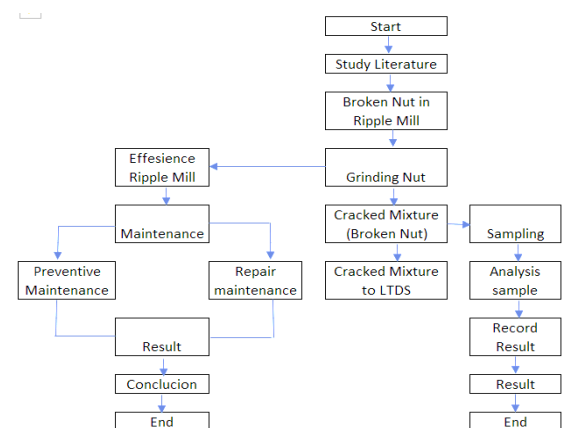 Start
Study Literature
Broken Nut in
Ripple Mill
Effesience
Ripple Mill
Grinding Nut
Maintenance
Cracked Mixture
(Broken Nut)
Sampling
Preventive
Maintenance
Repair
maintenance
Cracked Mixture
to LTDS
Analysis
sample
Result
Record
Result
Conclucion
Result
End
End